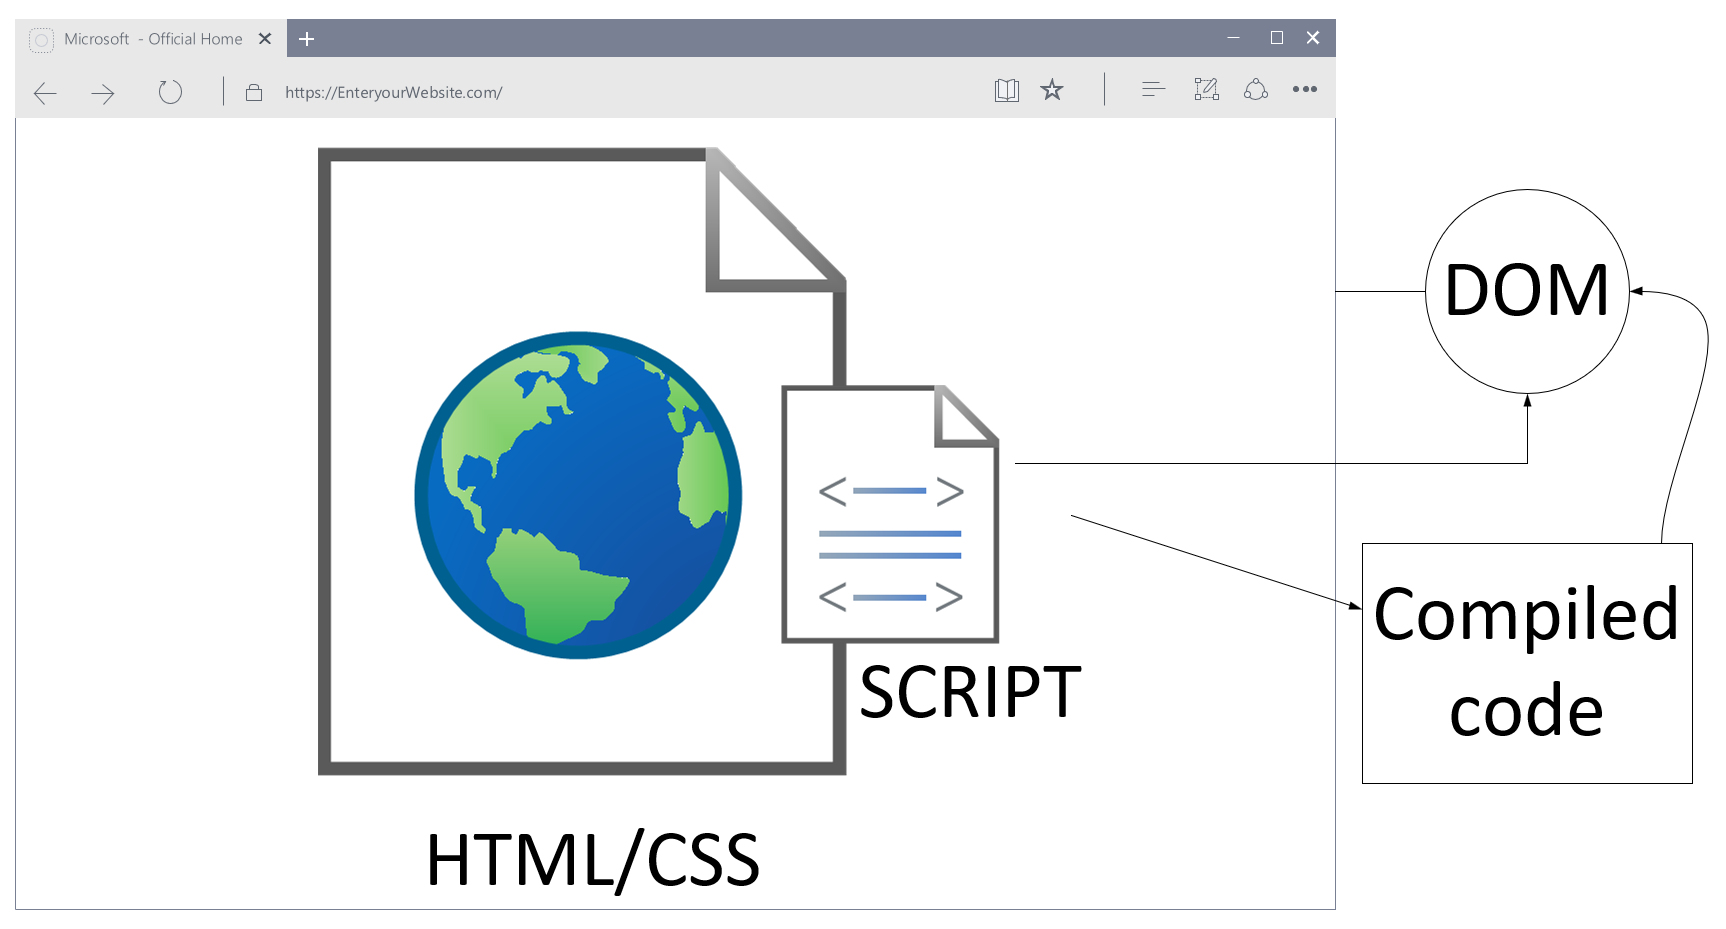 Microsoft - Official Home
https://EnteryourWebsite.com/
DOM
Compiled
code
SCRIPT
HTML/CSS